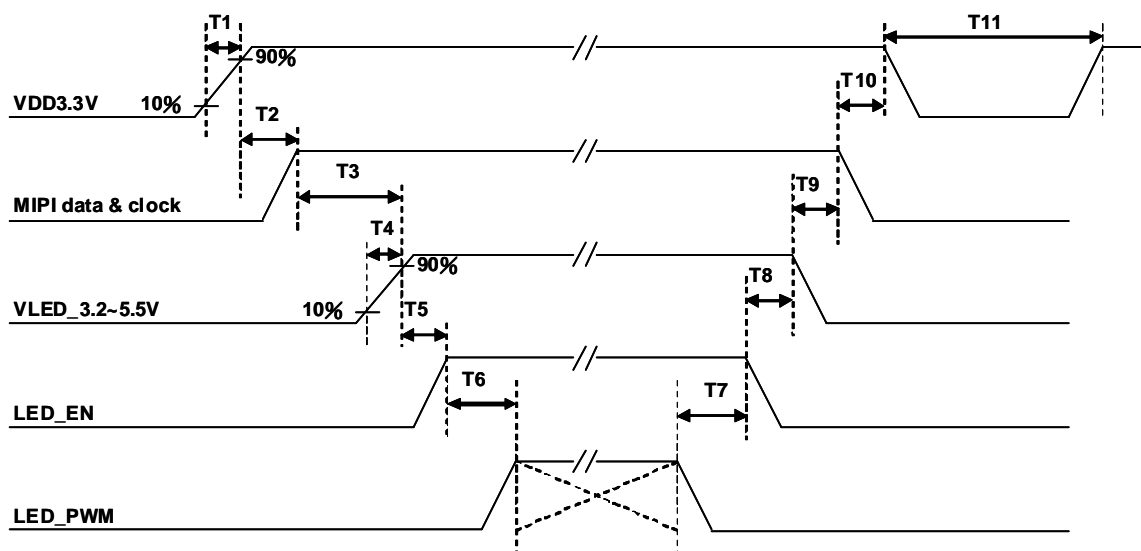 T1
T11
90%
T10
VDD3.3V
10%
T2
T3
T9
MIPI data & clock
T4
90%
T8
VLED_3.2~5.5V
10%
T5
T6
T7
LED_EN
LED_PWM